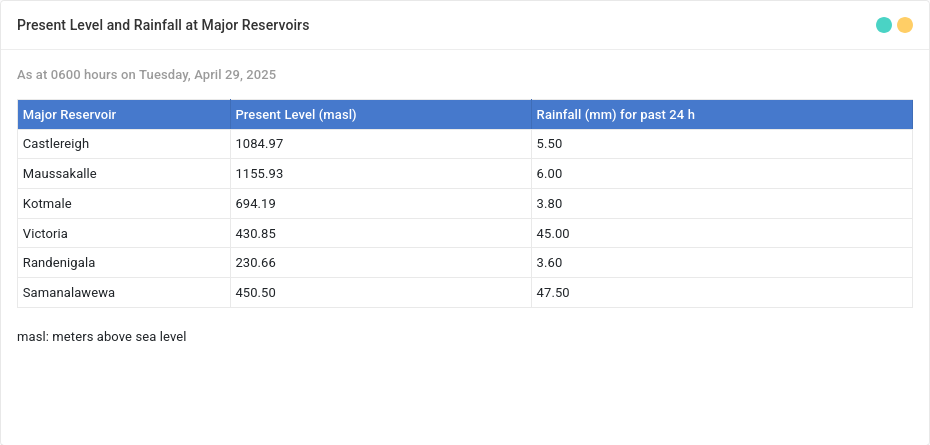 Present Level and Rainfall at Major Reservoirs
As at 0600 hours on Tuesday, April 29, 2025
Major Reservoir Present Level (masl) Rainfall (mm) for past 24 h
Castlereigh 1084.97 5.50
Maussakalle 1155.93 6.00
Kotmale 694.19 3.80
Victoria 430.85 45.00
Randenigala 230.66 3.60
Samanalawewa 450.50 47.50
masl: meters above sea level